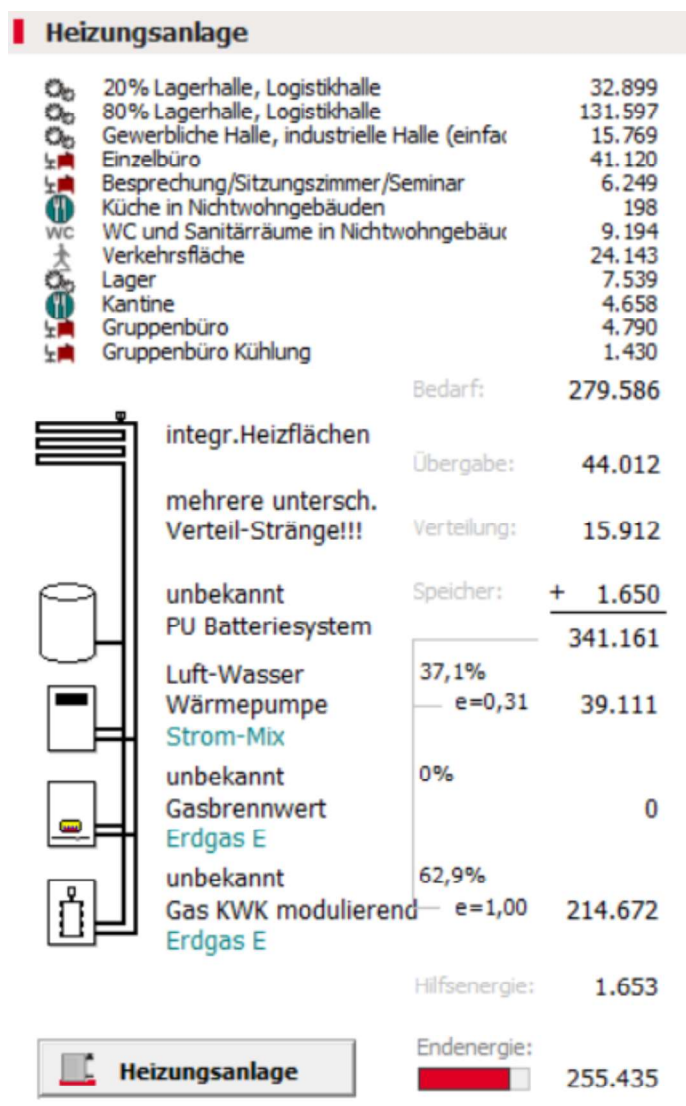 Heizungsanlage
20% Lagerhalle, Logistikhalle 32.899
80% Lagerhalle, Logistikhalle 131.597
Gewerbliche Halle, industrielle Halle (einfac 15.769
Einzelbüro 41.120
Besprechung/Sitzungszimmer/Seminar 6.249
Küche in Nichtwohngebäuden 198
WC WC und Sanitärräume in Nichtwohngebäuc 9.194
Verkehrsfläche 24.143
Lager 7.539
Kantine 4.658
Gruppenbüro 4.790
Gruppenbüro Kühlung 1.430
Bedarf: 279.586
integr.Heizflächen
Übergabe: 44.012
mehrere untersch.
Verteil-Stränge!!! Verteilung: 15.912
unbekannt Speicher: + 1.650
PU Batteriesystem 341.161
Luft-Wasser 37,1%
Wärmepumpe e=0,31 39.111
Strom-Mix
unbekannt 0%
Gasbrennwert 0
Erdgas E
unbekannt 62,9%
Gas KWK modulierend e=1,00 214.672
Erdgas E
Hilfsenergie: 1.653
Endenergie:
Heizungsanlage 255.435